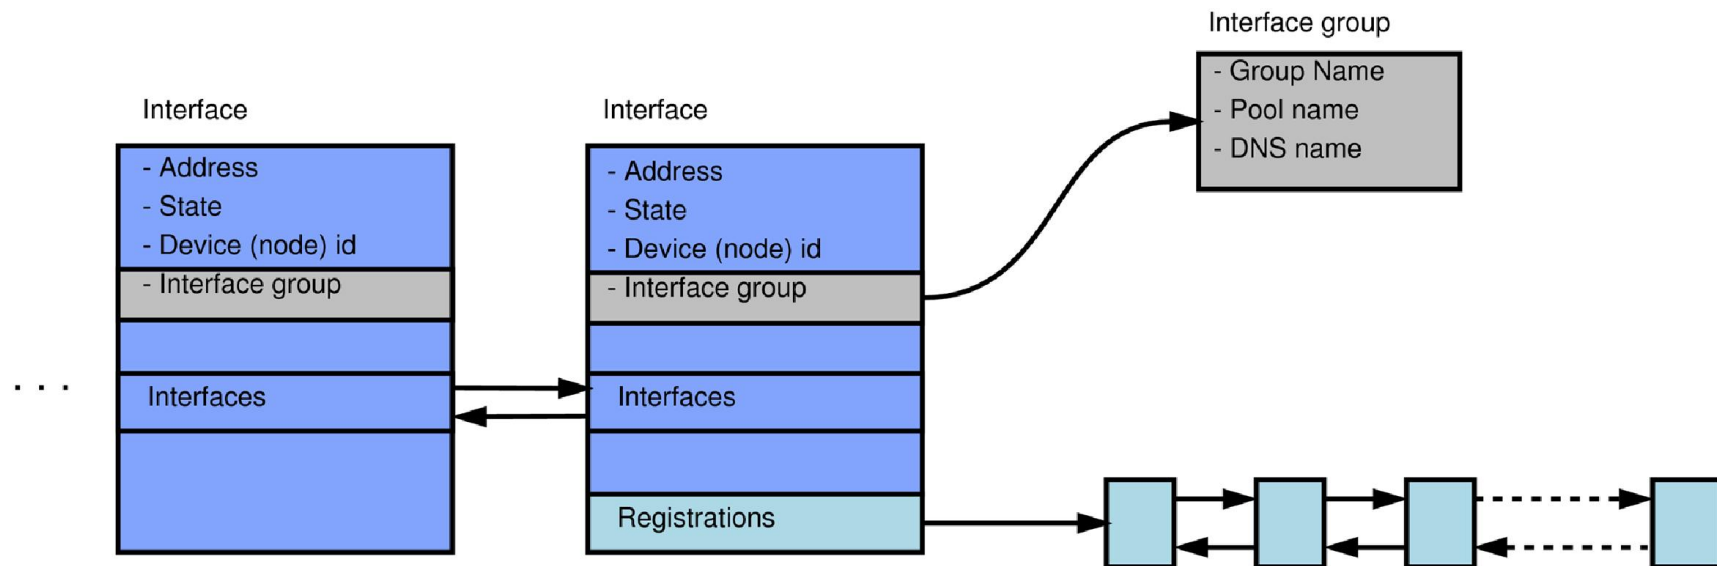 Interface group
- Group Name
- Pool name
- DNS name
Interface
- Address
- State
- Device (node) id
- Interface group
Interfaces
Interface
- Address
- State
- Device (node) id
- Interface group
Interfaces
Registrations
. . .